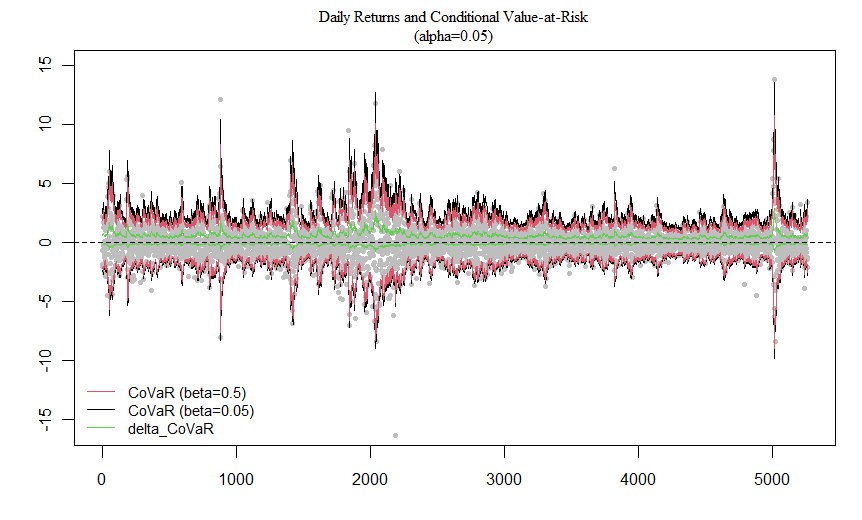 Daily Returns and Conditional Value-at-Risk
(alpha=0.05)
15
10
5
0
-5
-10
-15
CoVaR (beta=0.5)
CoVaR (beta=0.05)
delta_CoVaR
0 1000 2000 3000 4000 5000